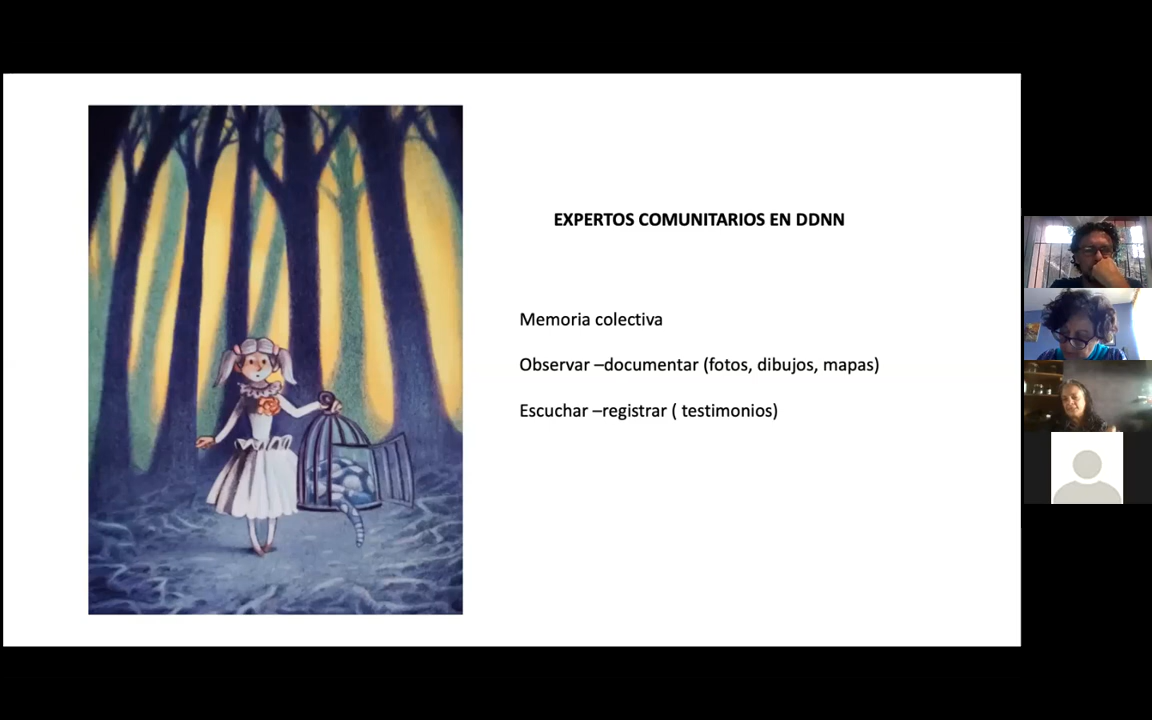 EXPERTOS COMUNITARIOS EN DDNN
Memoria colectiva
Observar –documentar (fotos, dibujos, mapas)
Escuchar –registrar ( testimonios)